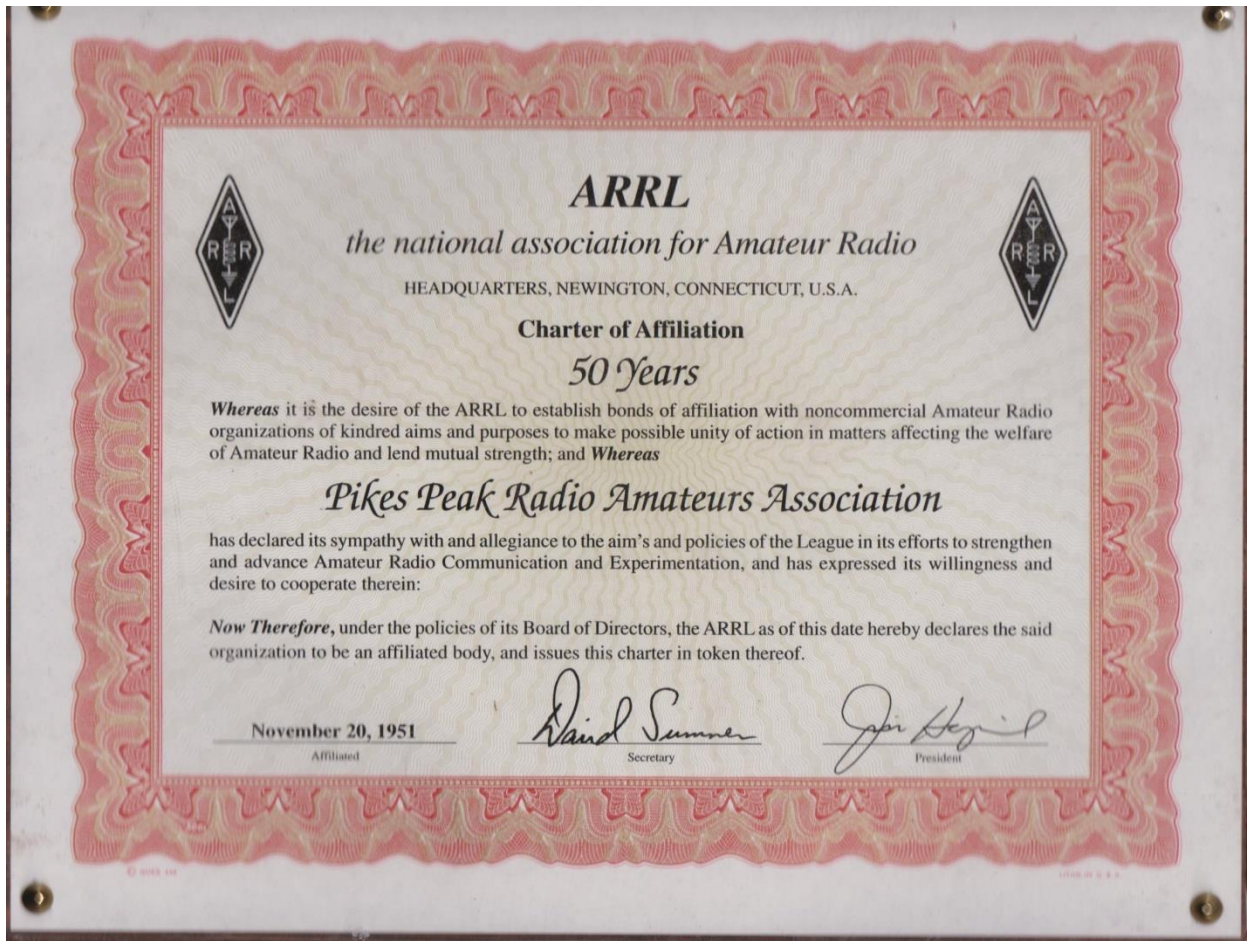 ARRL
the national association for Amateur Radio
HEADQUARTERS, NEWINGTON, CONNECTICUT, U.S.A.
A
R R
L
A
R R
L
Charter of Affiliation
50 Years
Whereas it is the desire of the ARRL to establish bonds of affiliation with noncommercial Amateur Radio
organizations of kindred aims and purposes to make possible unity of action in matters affecting the welfare
of Amateur Radio and lend mutual strength; and Whereas
Pikes Peak Radio Amateurs Association
has declared its sympathy with and allegiance to the aim's and policies of the League in its efforts to strengthen
and advance Amateur Radio Communication and Experimentation, and has expressed its willingness and
desire to cooperate therein:
Now Therefore, under the policies of its Board of Directors, the ARRL as of this date hereby declares the said
organization to be an affiliated body, and issues this charter in token thereof.
November 20, 1951
Affiliated
David Sumner
Secretary
Jim
President